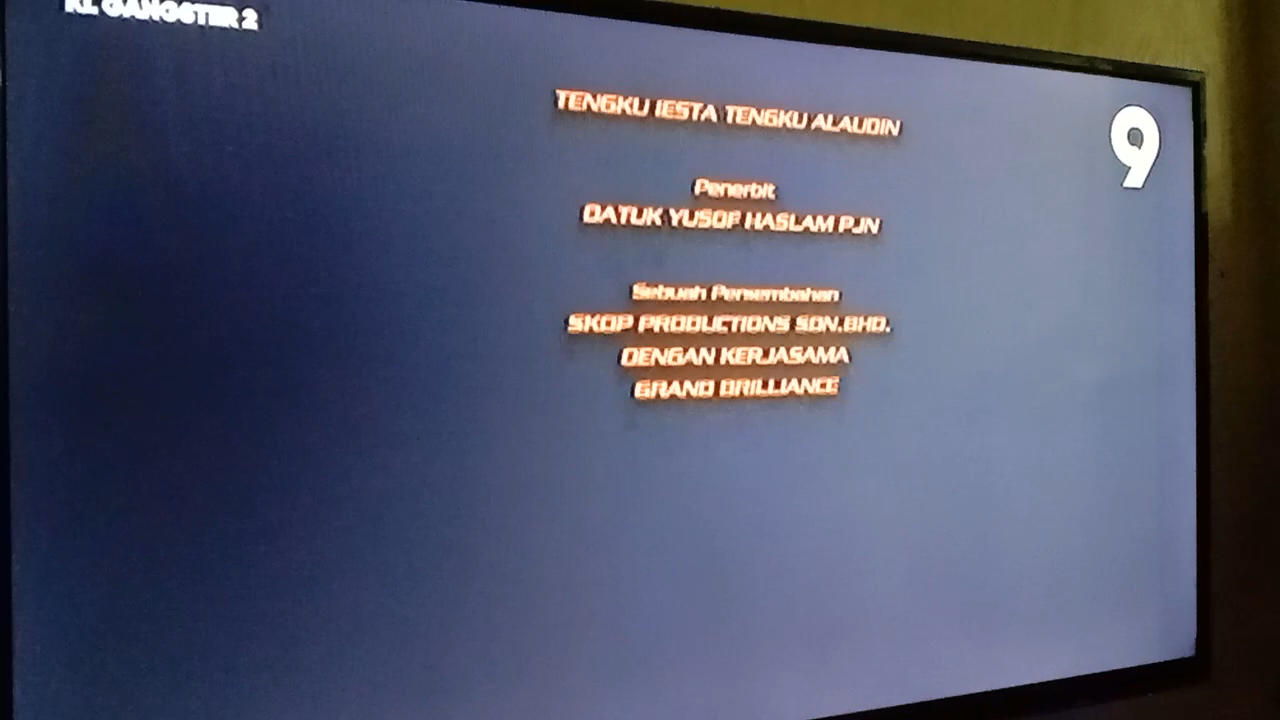 KL GANGSTER 2
9
TENGKU IESTA TENGKU ALAUDIN
Penerbit
DATUK YUSOF HASLAM PJN
Sebuah Persembahan
SKOP PRODUCTIONS SDN.BHD.
DENGAN KERJASAMA
GRAND BRILLIANCE